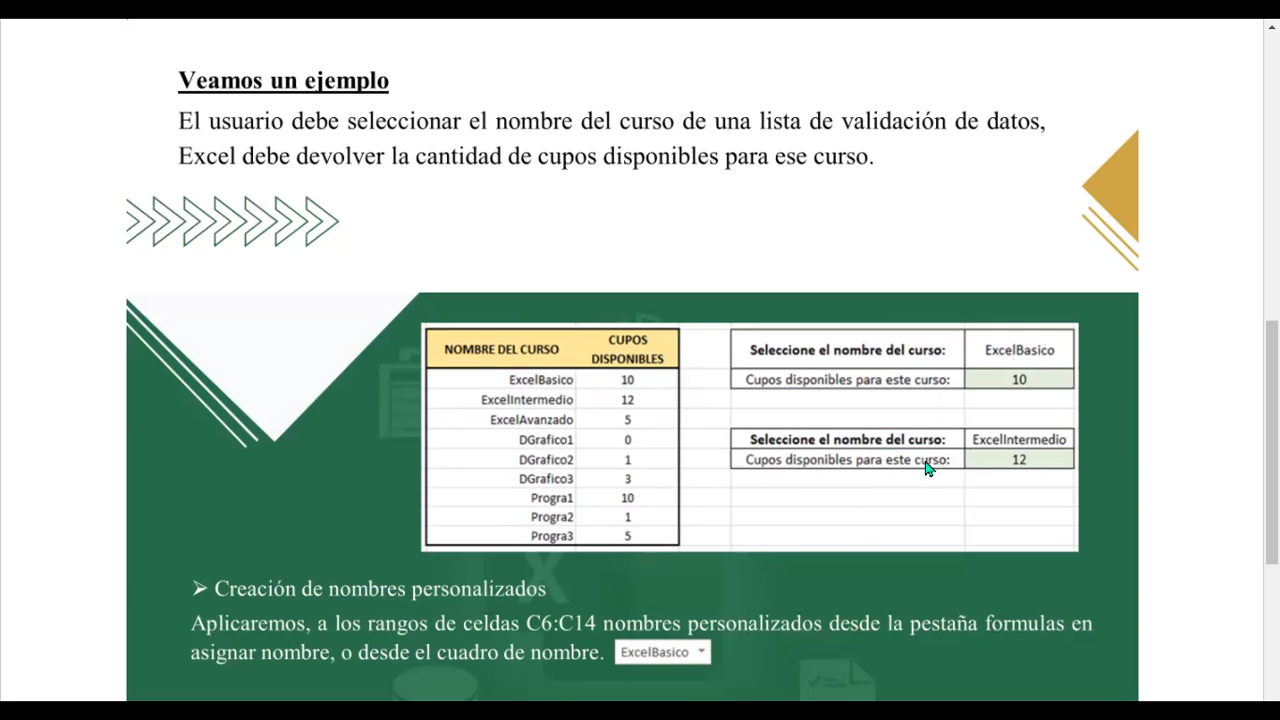 Veamos un ejemplo
El usuario debe seleccionar el nombre del curso de una lista de validación de datos,
Excel debe devolver la cantidad de cupos disponibles para ese curso.
NOMBRE DEL CURSO CUPOS DISPONIBLES
ExcelBasico 10
ExcelIntermedio 12
ExcelAvanzado 5
DGrafico1 0
DGrafico2 1
DGrafico3 3
Progra1 10
Progra2 1
Progra3 5
Seleccione el nombre del curso: ExcelBasico
Cupos disponibles para este curso: 10
Seleccione el nombre del curso: ExcelIntermedio
Cupos disponibles para este curso: 12
➢ Creación de nombres personalizados
Aplicaremos, a los rangos de celdas C6:C14 nombres personalizados desde la pestaña formulas en
asignar nombre, o desde el cuadro de nombre. ExcelBasico